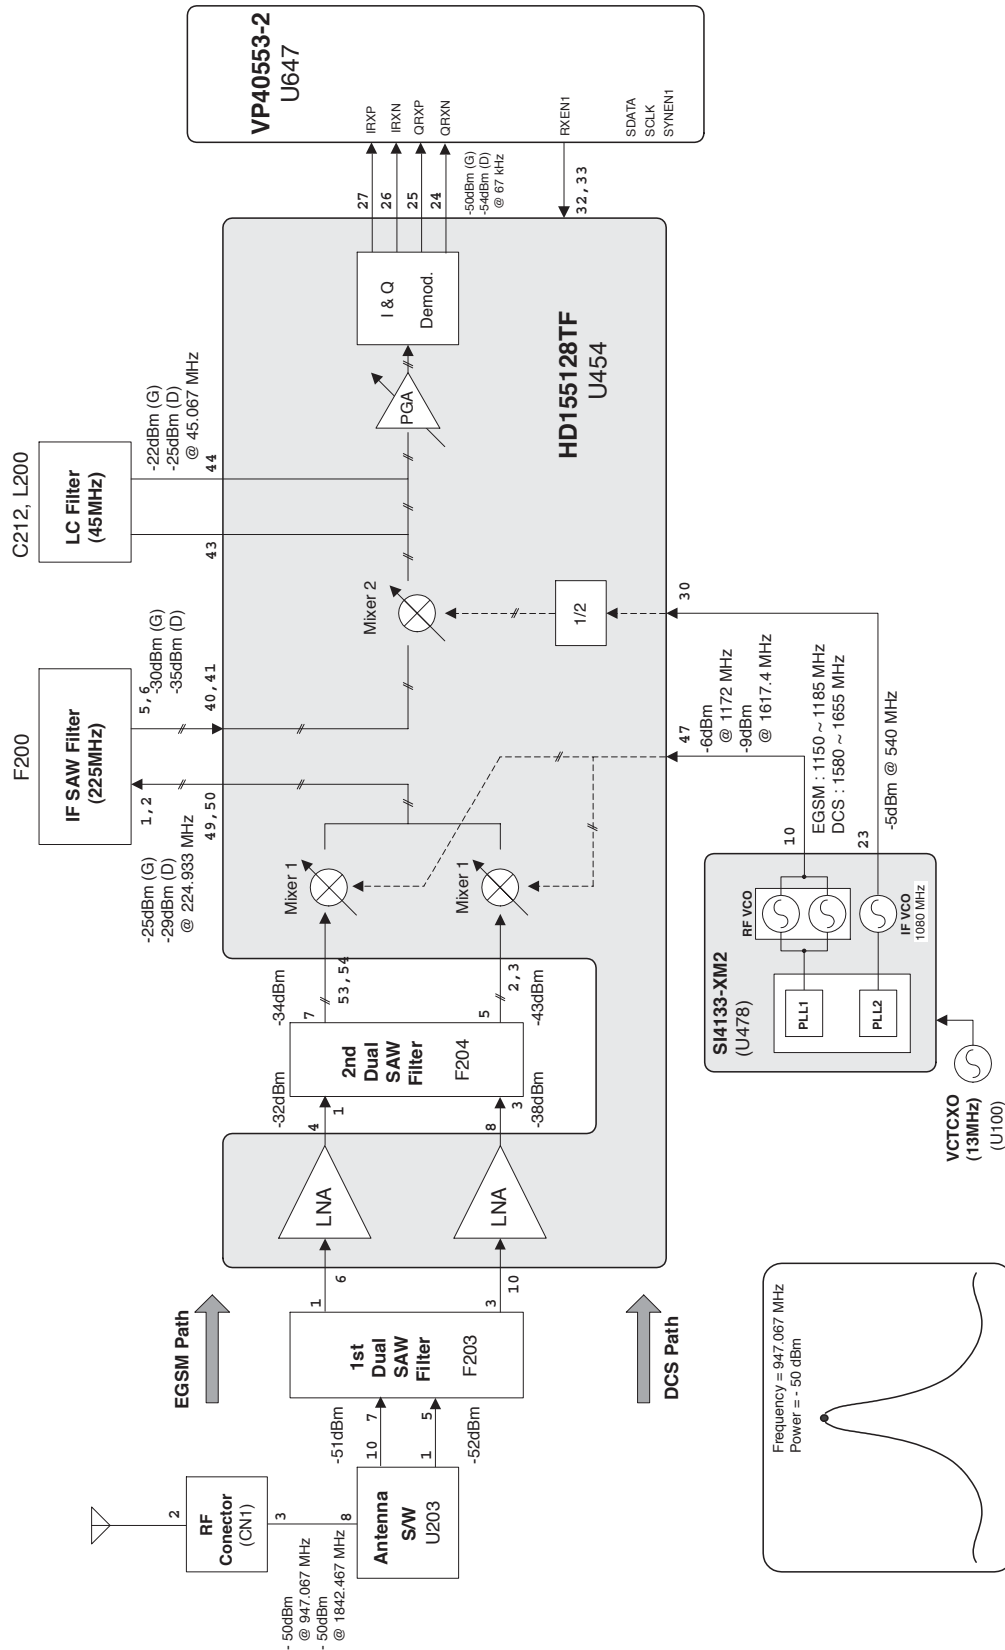 2
RF
Conector
(CN1)
3
- 50dBm
@ 947.067 MHz
- 50dBm
@ 1842.467 MHz
8
Antenna
S/W
U203
10
1
-51dBm
-52dBm
7
5
1st
Dual
SAW
Filter
F203
1
3
EGSM Path
DCS Path
6
10
LNA
LNA
4
8
-32dBm
-38dBm
1
3
2nd
Dual
SAW
Filter
F204
7
5
-34dBm
-43dBm
53,54
2,3
Mixer 1
Mixer 1
-25dBm (G)
-29dBm (D)
@ 224.933 MHz
49,50
1,2
F200
IF SAW Filter
(225MHz)
5,6
-30dBm (G)
-35dBm (D)
40,41
Mixer 2
1/2
C212, L200
LC Filter
(45MHz)
43
44
-22dBm (G)
-25dBm (D)
@ 45.067 MHz
PGA
I & Q
Demod.
HD155128TF
U454
27
26
25
24
-50dBm (G)
-54dBm (D)
@ 67 kHz
32,33
VP40553-2
U647
IRXP
IRXN
QRXP
QRXN
RXEN1
SDATA
SCLK
SYNEN1
47
-6dBm
@ 1172 MHz
-9dBm
@ 1617.4 MHz
30
EGSM : 1150 ~ 1185 MHz
DCS : 1580 ~ 1655 MHz
-5dBm @ 540 MHz
10
23
RF VCO
IF VCO
1080 MHz
PLL1
PLL2
SI4133-XM2
(U478)
VCTCXO
(13MHz)
(U100)
Frequency = 947.067 MHz
Power = - 50 dBm